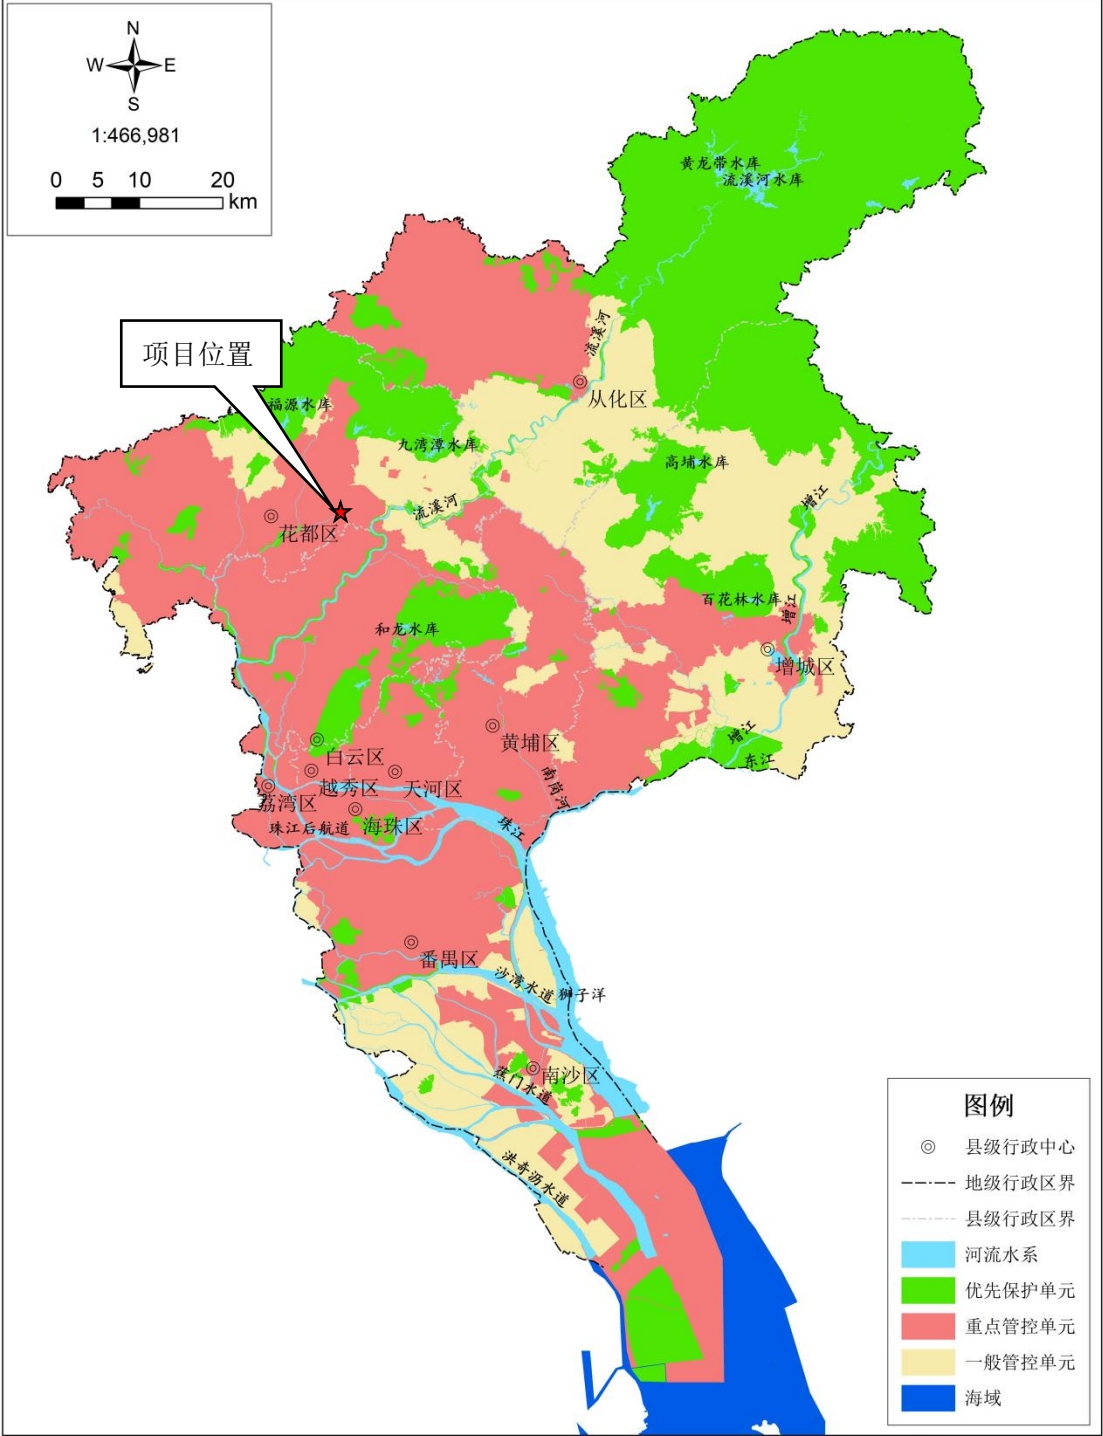 N
W E
S
1:466,981
0 5 10 20
km
黄龙带水库
流溪河水库
流溪河
项目位置
从化区
福源水库
九湾潭水库
高埔水库
增江
流溪河
花都区
百花林水库
增江
和龙水库
增城区
黄埔区
增江
白云区
东江
越秀区
天河区
南岗河
荔湾区
海珠区
珠江
珠江后航道
番禺区
沙湾水道
狮子洋
南沙区
蕉门水道
洪奇沥水道
图例
县级行政中心
地级行政区界
县级行政区界
河流水系
优先保护单元
重点管控单元
一般管控单元
海域